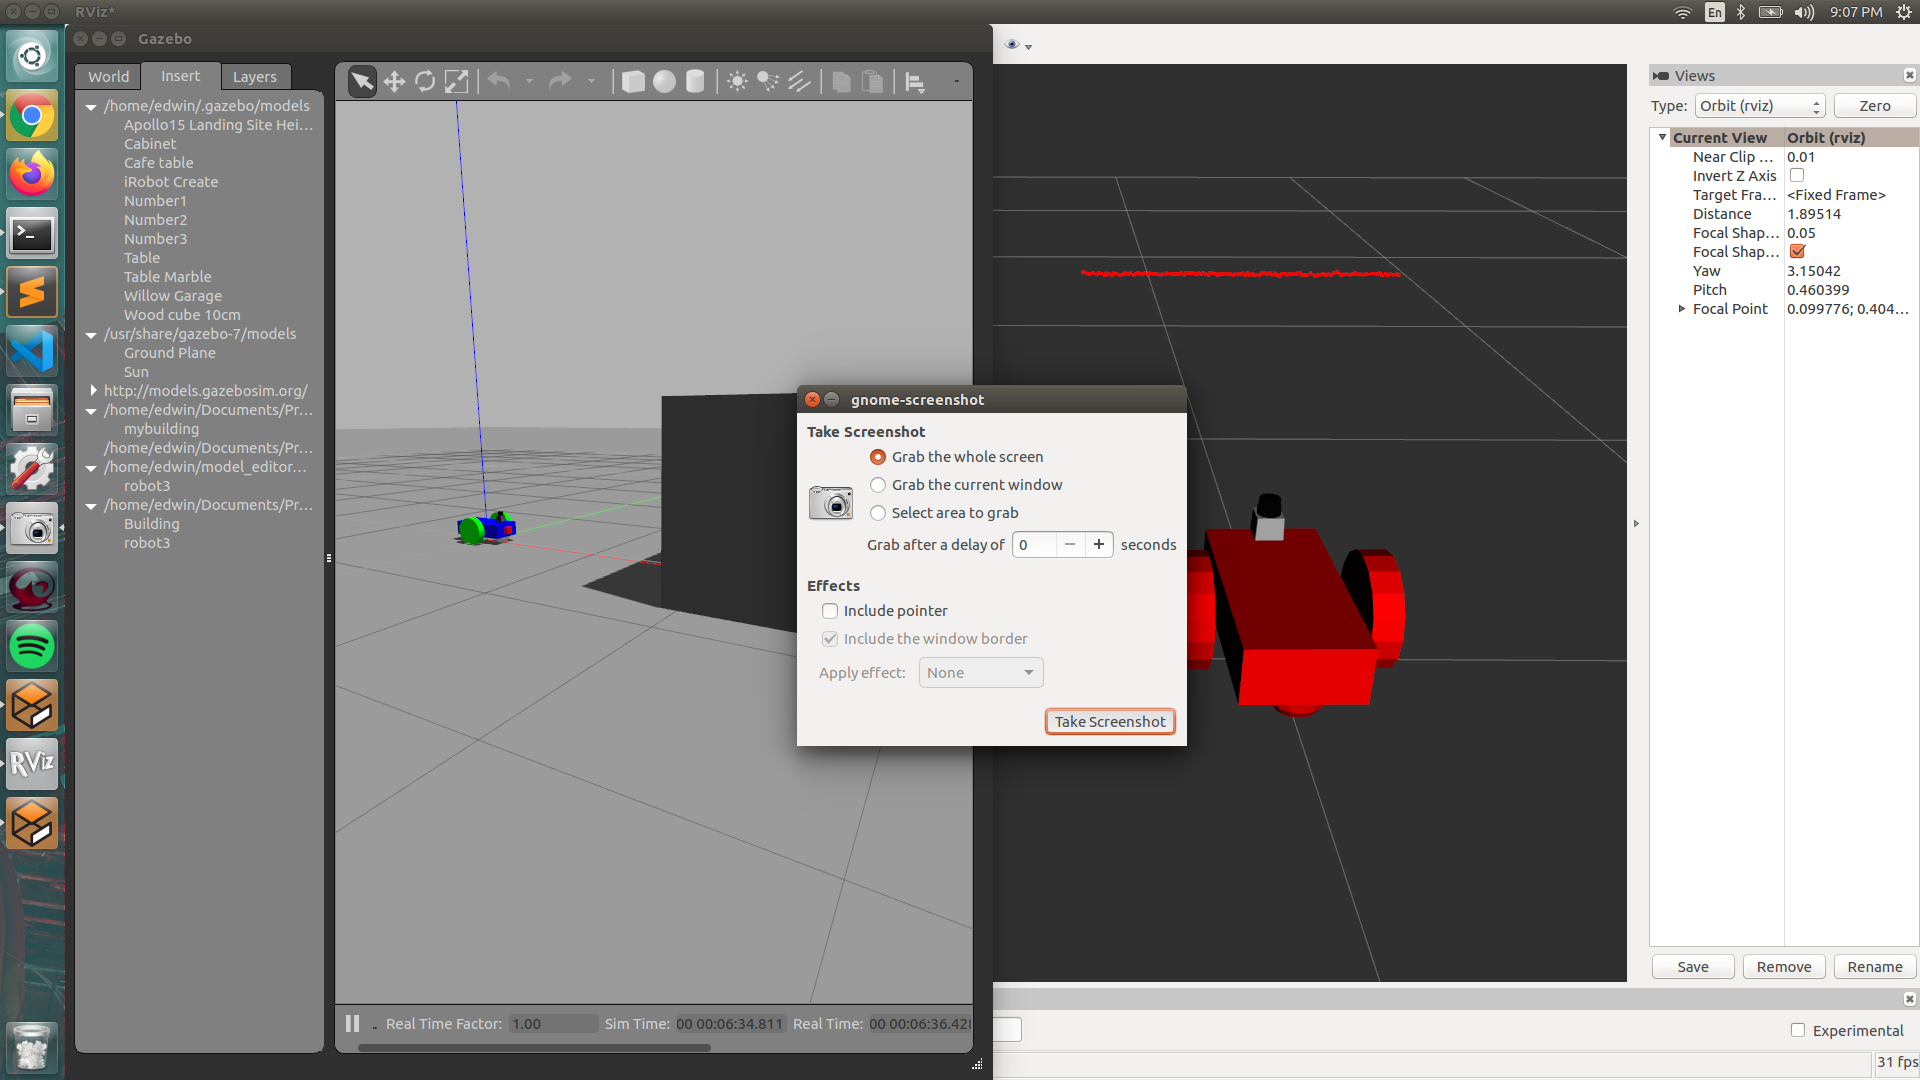 RViz*
En
9:07 PM
Gazebo
World
Insert
Layers
/home/edwin/.gazebo/models
Apollo15 Landing Site Hei...
Cabinet
Cafe table
iRobot Create
Number1
Number2
Number3
Table
Table Marble
Willow Garage
Wood cube 10cm
/usr/share/gazebo-7/models
Ground Plane
Sun
http://models.gazebosim.org/
/home/edwin/Documents/Pr...
mybuilding
/home/edwin/Documents/Pr...
/home/edwin/model_editor...
robot3
/home/edwin/Documents/Pr...
Building
robot3
Real Time Factor: 1.00 Sim Time: 00 00:06:34.811 Real Time: 00 00:06:36.428
gnome-screenshot
Take Screenshot
Grab the whole screen
Grab the current window
Select area to grab
Grab after a delay of 0 − + seconds
Effects
Include pointer
Include the window border
Apply effect: None
Take Screenshot
Views
Type: Orbit (rviz) Zero
Current View Orbit (rviz)
Near Clip ... 0.01
Invert Z Axis
Target Fra... <Fixed Frame>
Distance 1.89514
Focal Shap... 0.05
Focal Shap...
Yaw 3.15042
Pitch 0.460399
Focal Point 0.099776; 0.404...
Save Remove Rename
Experimental
31 fps
RViz